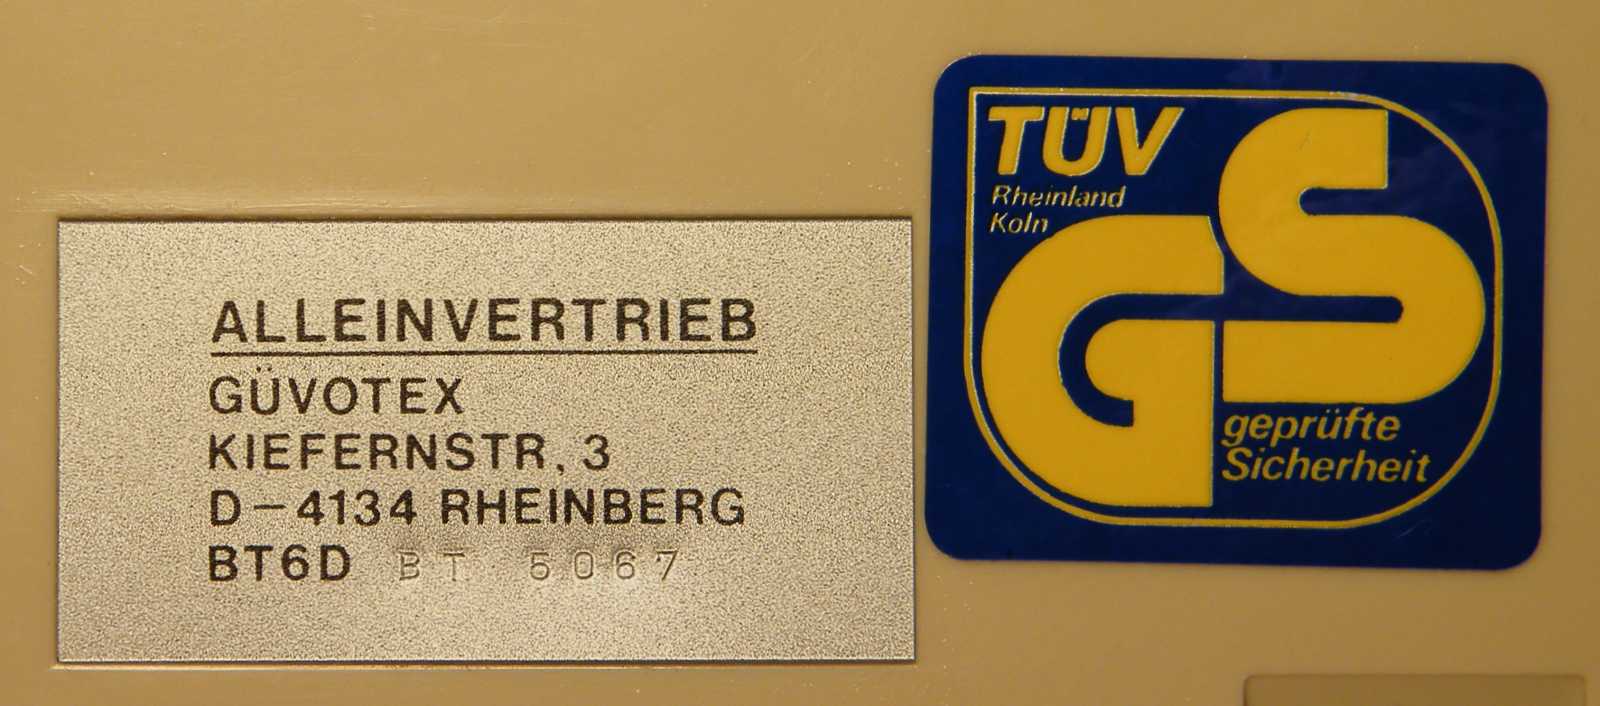 ALLEINVERTRIEB
GÜVOTEX
KIEFERNSTR, 3
D-4134 RHEINBERG
BT6D BT 5067
TÜV
Rheinland
Koln
GS
geprüfte
Sicherheit